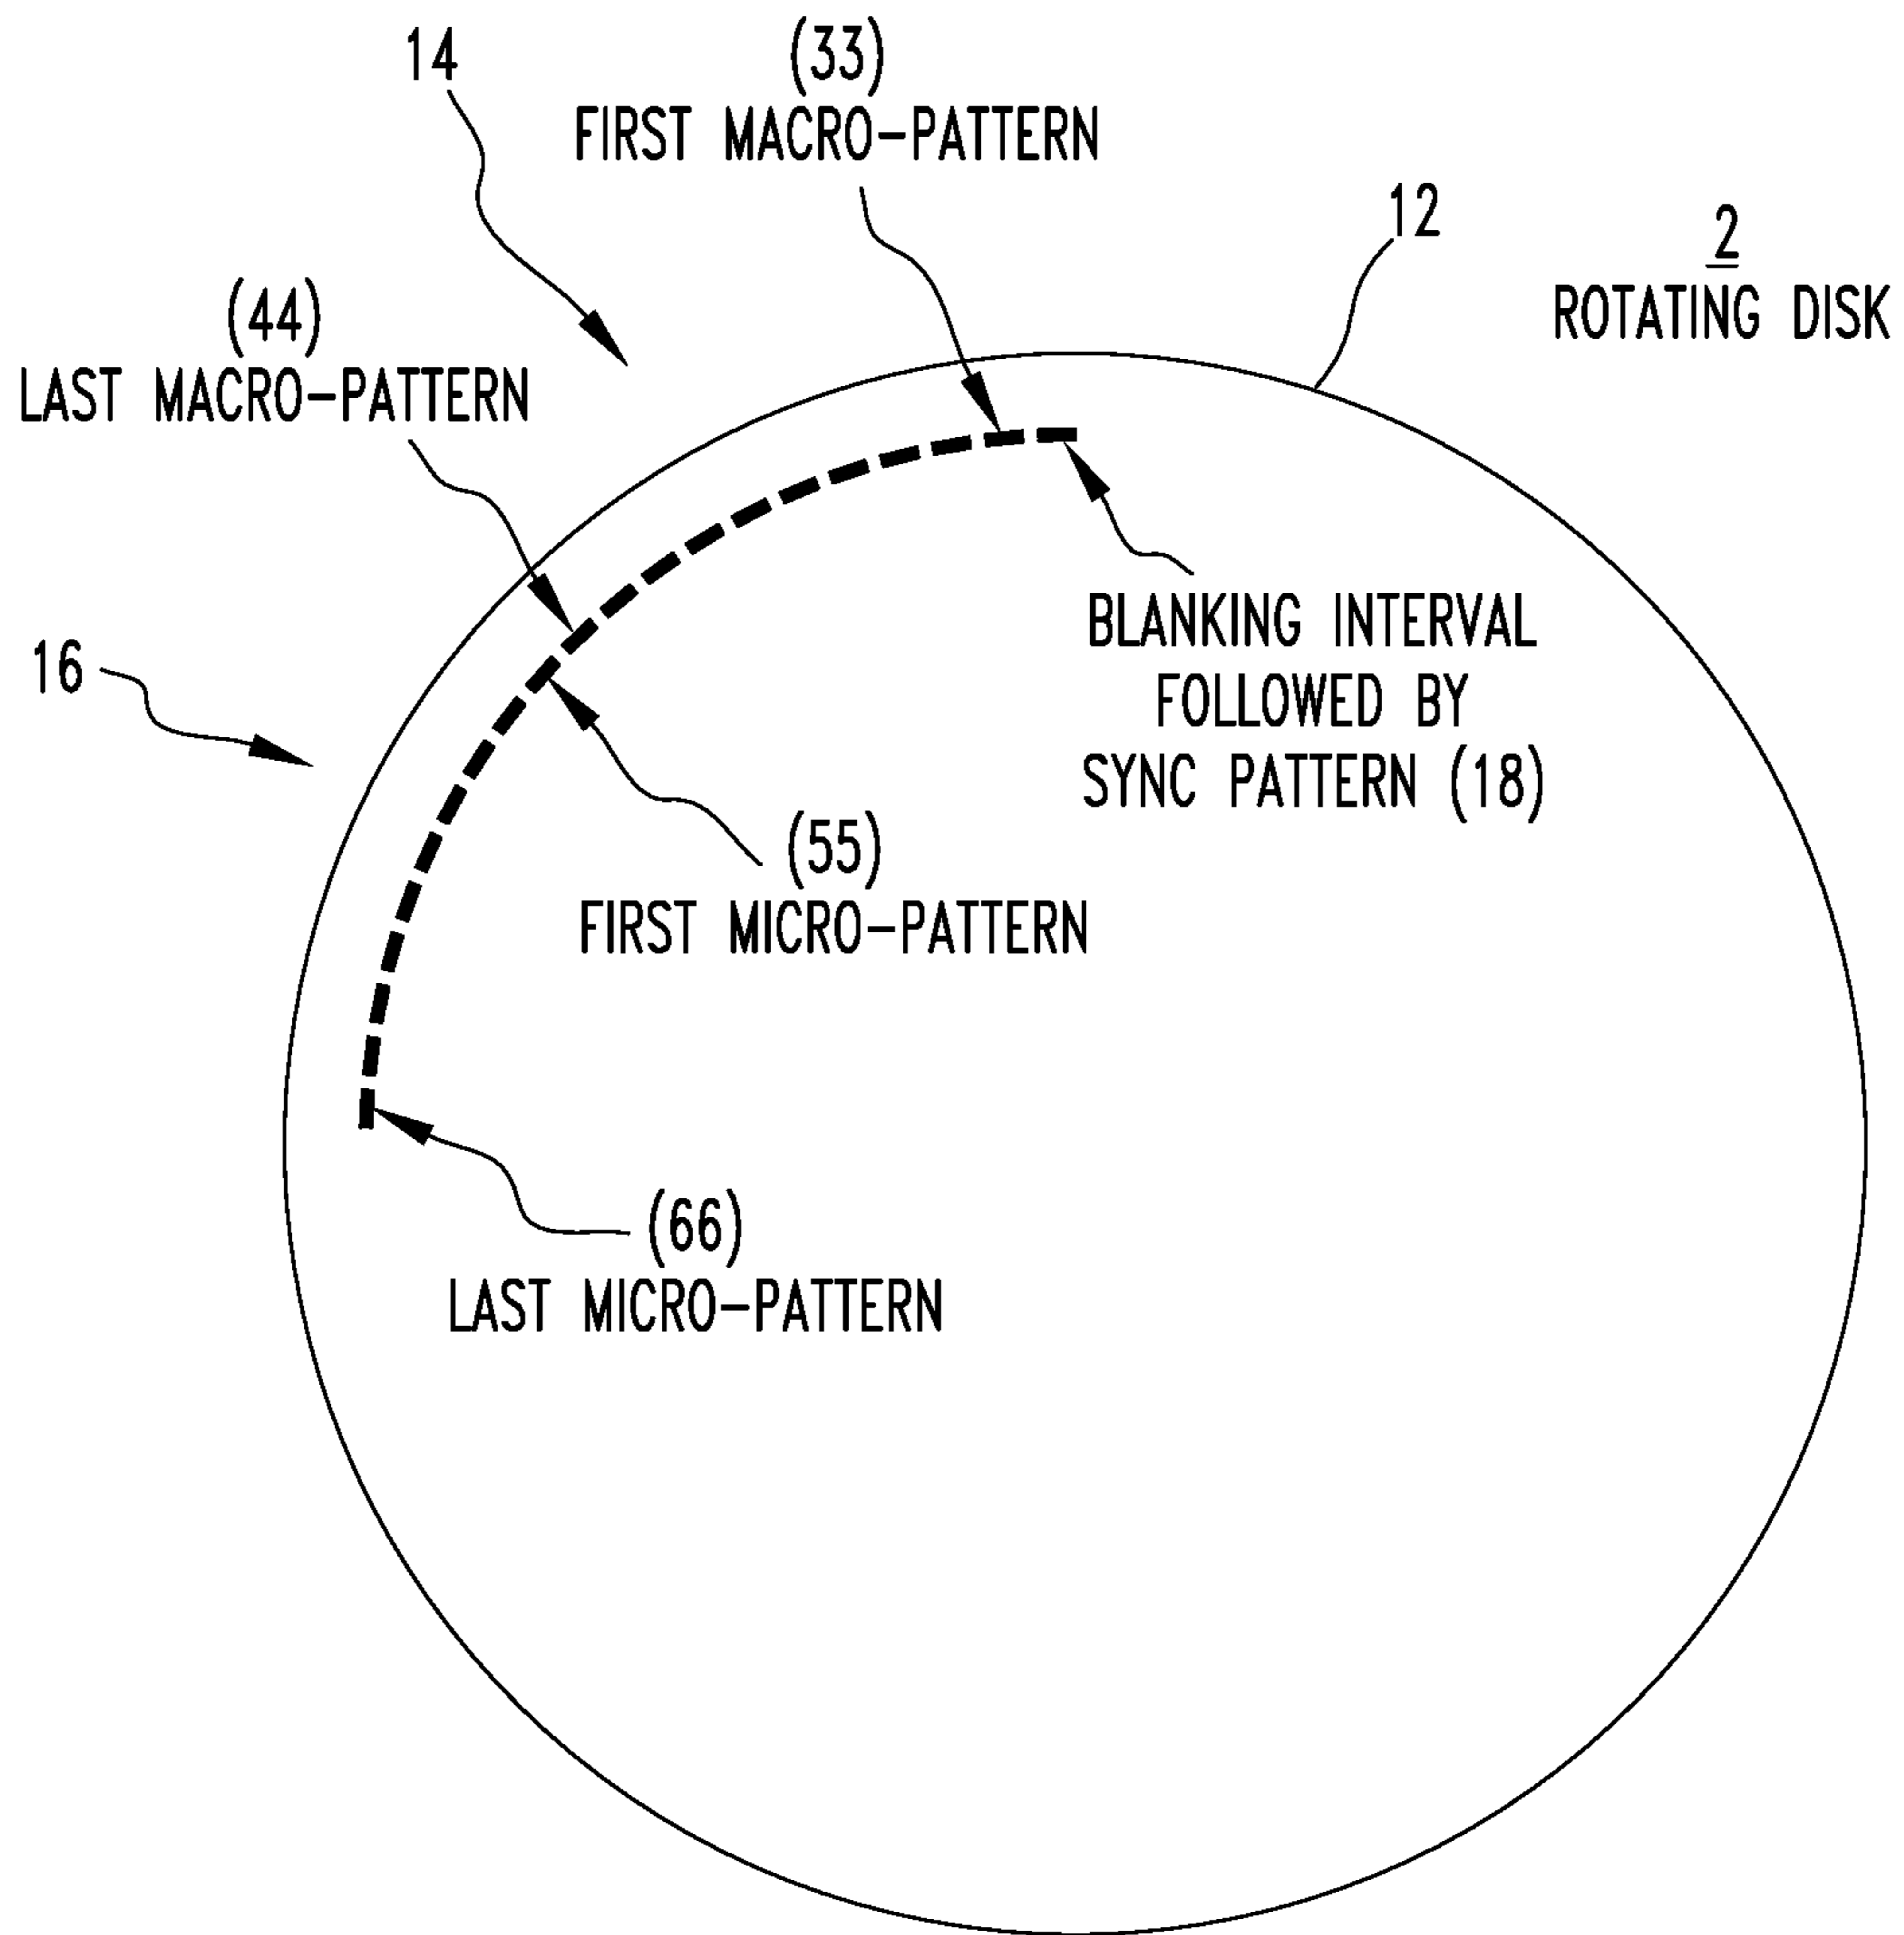 (33)
FIRST MACRO-PATTERN
14
12
2
ROTATING DISK
(44)
LAST MACRO-PATTERN
BLANKING INTERVAL
FOLLOWED BY
SYNC PATTERN (18)
16
(55)
FIRST MICRO-PATTERN
(66)
LAST MICRO-PATTERN